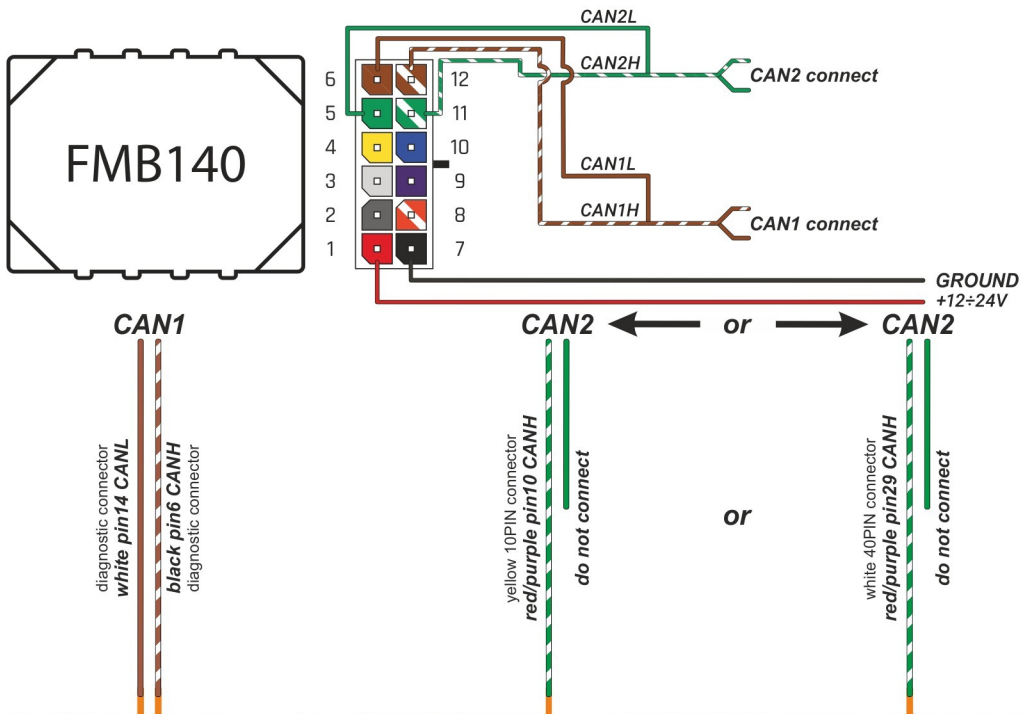 CAN2L
CAN2H
CAN2 connect
FMB140
6
12
5
11
4
10
3
9
2
8
1
7
CAN1L
CAN1H
CAN1 connect
GROUND
+12÷24V
CAN1
CAN2
or
CAN2
diagnostic connector
white pin14 CANL
black pin6 CANH
diagnostic connector
yellow 10PIN connector
red/purple pin10 CANH
do not connect
or
white 40PIN connector
red/purple pin29 CANH
do not connect